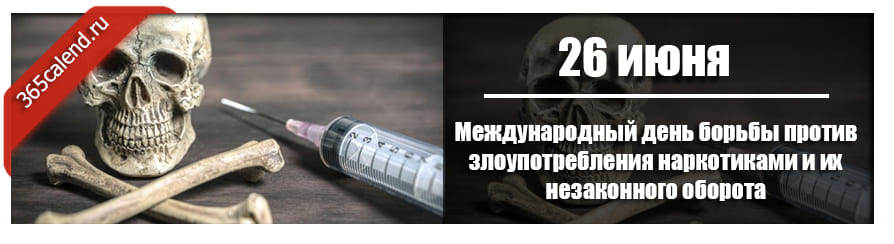 365calend.ru
26 июня
Международный день борьбы против
злоупотребления наркотиками и их
незаконного оборота